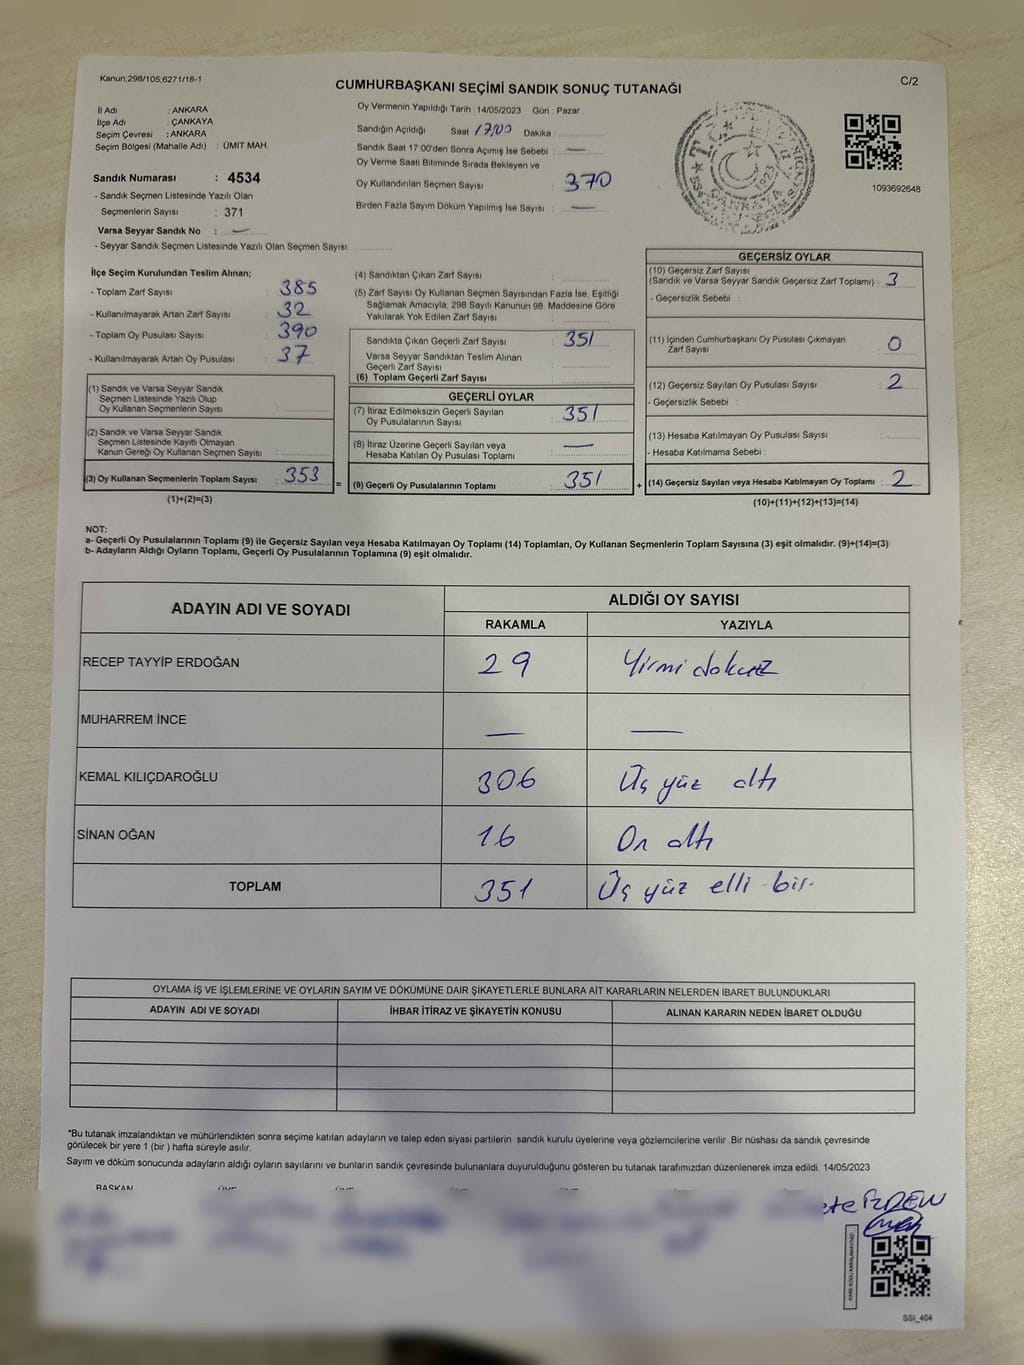 Kanun;298/105;6271/18-1
C/2
CUMHURBAŞKANI SEÇİMİ SANDIK SONUÇ TUTANAĞI
İl Adı : ANKARA
İlçe Adı : ÇANKAYA
Seçim Çevresi : ANKARA
Seçim Bölgesi (Mahalle Adı) : ÜMİT MAH.
Sandık Numarası : 4534
- Sandık Seçmen Listesinde Yazılı Olan
Seçmenlerin Sayısı : 371
Varsa Seyyar Sandık No : —
- Seyyar Sandık Seçmen Listesinde Yazılı Olan Seçmen Sayısı:
Oy Vermenin Yapıldığı Tarih : 14/05/2023 Gün : Pazar
Sandığın Açıldığı Saat 17,00 Dakika
Sandık Saat 17:00'den Sonra Açımış İse Sebebi : —
Oy Verme Saati Bitiminde Sırada Bekleyen ve
Oy Kullandırılan Seçmen Sayısı : 370
Birden Fazla Sayım Döküm Yapılmış İse Sayısı : —
ÇANKAYA
1923
1093692648
İlçe Seçim Kurulundan Teslim Alınan;
- Toplam Zarf Sayısı : 385
- Kullanılmayarak Artan Zarf Sayısı : 32
- Toplam Oy Pusulası Sayısı : 390
- Kullanılmayarak Artan Oy Pusulası : 37
(1) Sandık ve Varsa Seyyar Sandık
Seçmen Listesinde Yazılı Olup
Oy Kullanan Seçmenlerin Sayısı :
(2) Sandık ve Varsa Seyyar Sandık
Seçmen Listesinde Kayıtlı Olmayan
Kanun Gereği Oy Kullanan Seçmen Sayısı :
(3) Oy Kullanan Seçmenlerin Toplam Sayısı : 353
(1)+(2)=(3)
=
(4) Sandıktan Çıkan Zarf Sayısı :
(5) Zarf Sayısı Oy Kullanan Seçmen Sayısından Fazla İse, Eşitliği
Sağlamak Amacıyla, 298 Sayılı Kanunun 98. Maddesine Göre
Yakılarak Yok Edilen Zarf Sayısı :
Sandıkta Çıkan Geçerli Zarf Sayısı : 351
Varsa Seyyar Sandıktan Teslim Alınan
Geçerli Zarf Sayısı :
(6) Toplam Geçerli Zarf Sayısı :
GEÇERLİ OYLAR
(7) İtiraz Edilmeksizin Geçerli Sayılan
Oy Pusulalarının Sayısı : 351
(8) İtiraz Üzerine Geçerli Sayılan veya
Hesaba Katılan Oy Pusulası Toplamı : —
(9) Geçerli Oy Pusulalarının Toplamı : 351
+
GEÇERSİZ OYLAR
(10) Geçersiz Zarf Sayısı
(Sandık ve Varsa Seyyar Sandık Geçersiz Zarf Toplamı) : 3
- Geçersizlik Sebebi :
(11) İçinden Cumhurbaşkanı Oy Pusulası Çıkmayan
Zarf Sayısı : 0
(12) Geçersiz Sayılan Oy Pusulası Sayısı : 2
- Geçersizlik Sebebi :
(13) Hesaba Katılmayan Oy Pusulası Sayısı :
- Hesaba Katılmama Sebebi :
(14) Geçersiz Sayılan veya Hesaba Katılmayan Oy Toplamı : 2
(10)+(11)+(12)+(13)=(14)
NOT:
a- Geçerli Oy Pusulalarının Toplamı (9) ile Geçersiz Sayılan veya Hesaba Katılmayan Oy Toplamı (14) Toplamları, Oy Kullanan Seçmenlerin Toplam Sayısına (3) eşit olmalıdır. (9)+(14)=(3)
b- Adayların Aldığı Oyların Toplamı, Geçerli Oy Pusulalarının Toplamına (9) eşit olmalıdır.
ADAYIN ADI VE SOYADI
ALDIĞI OY SAYISI
RAKAMLA YAZIYLA
RECEP TAYYİP ERDOĞAN 29 Yirmi dokuz
MUHARREM İNCE — —
KEMAL KILIÇDAROĞLU 306 Üç yüz altı
SİNAN OĞAN 16 On altı
TOPLAM 351 Üç yüz elli bir
OYLAMA İŞ VE İŞLEMLERİNE VE OYLARIN SAYIM VE DÖKÜMÜNE DAİR ŞİKAYETLERLE BUNLARA AİT KARARLARIN NELERDEN İBARET BULUNDUKLARI
ADAYIN ADI VE SOYADI İHBAR İTİRAZ VE ŞİKAYETİN KONUSU ALINAN KARARIN NEDEN İBARET OLDUĞU
*Bu tutanak imzalandıktan ve mühürlendikten sonra seçime katılan adayların ve talep eden siyasi partilerin sandık kurulu üyelerine veya gözlemcilerine verilir .Bir nüshası da sandık çevresinde
görülecek bir yere 1 (bir ) hafta süreyle asılır.
Sayım ve döküm sonucunda adayların aldığı oyların sayılarını ve bunların sandık çevresinde bulunanlara duyurulduğunu gösteren bu tutanak tarafımızdan düzenlenerek imza edildi. 14/05/2023
BAŞKAN
SSİ_404